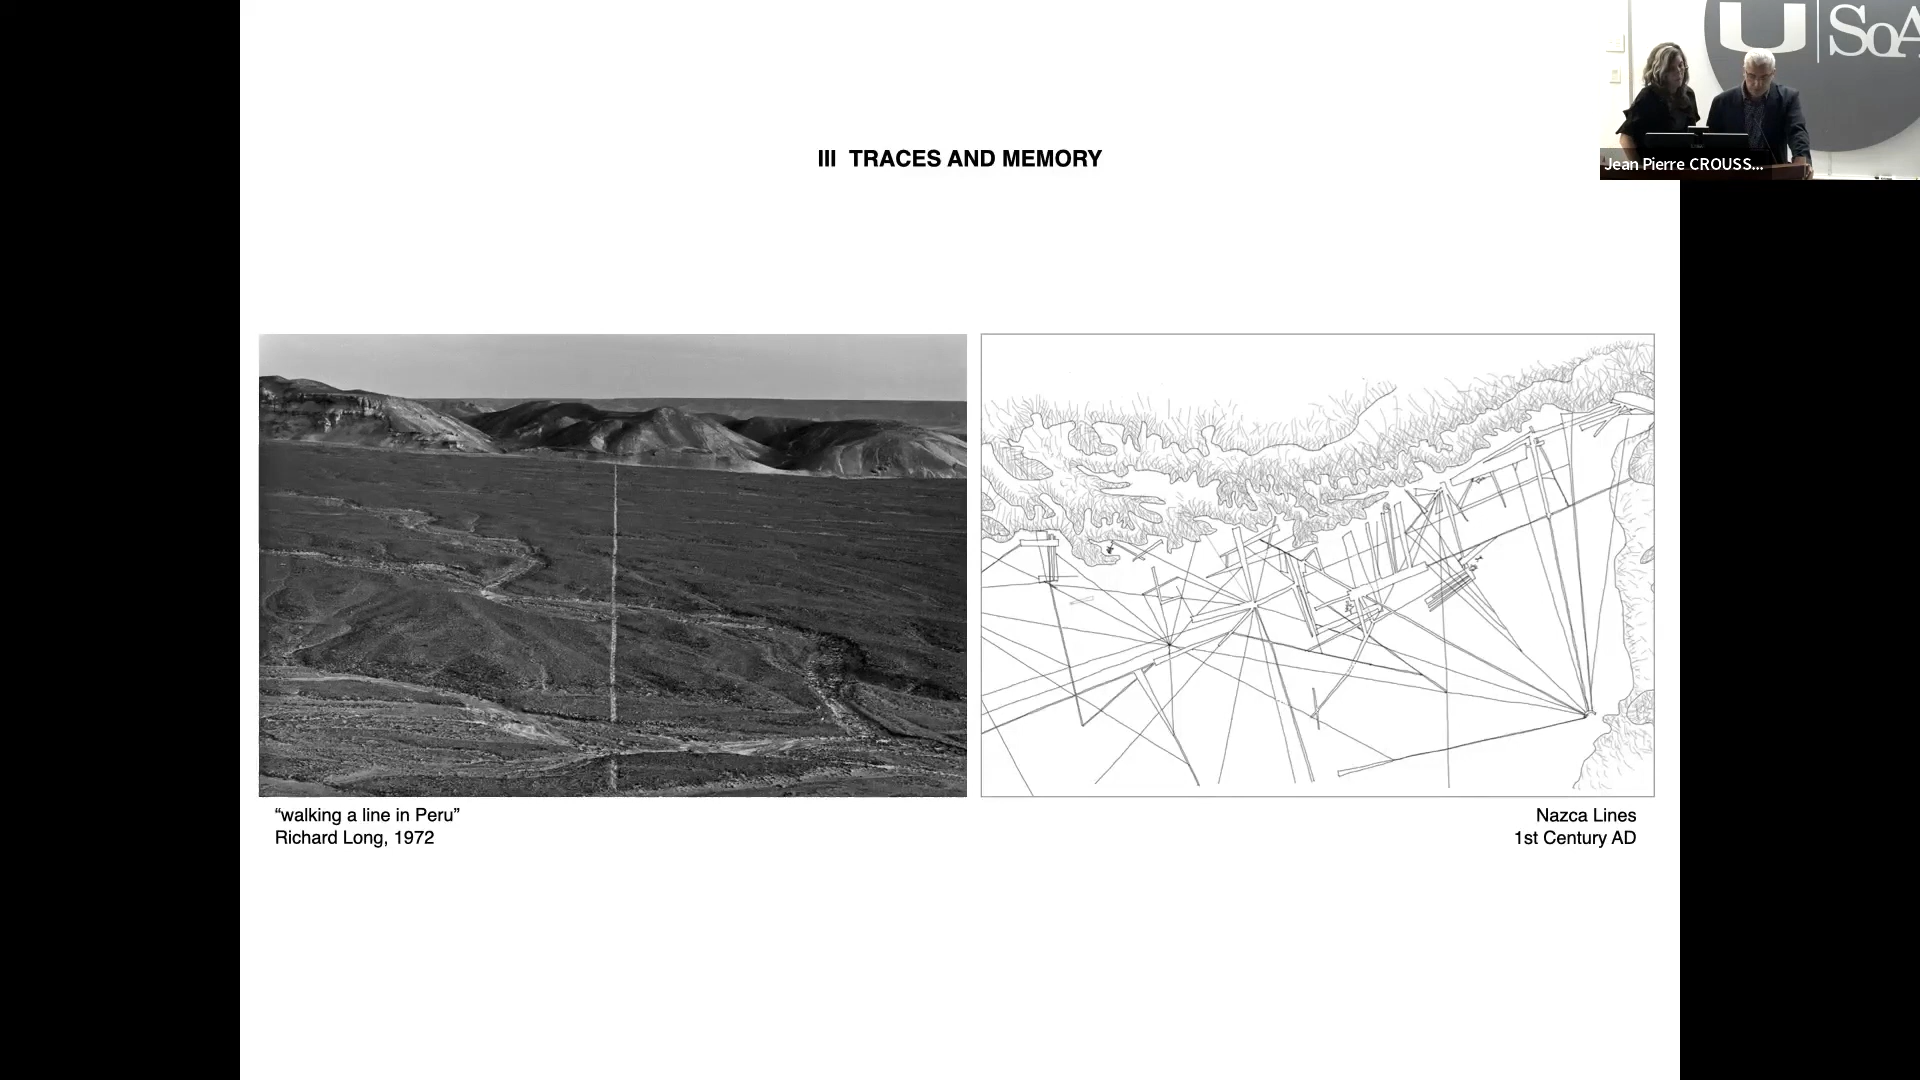 U SoA
Jean Pierre CROUSS...
III TRACES AND MEMORY
“walking a line in Peru”
Richard Long, 1972
Nazca Lines
1st Century AD